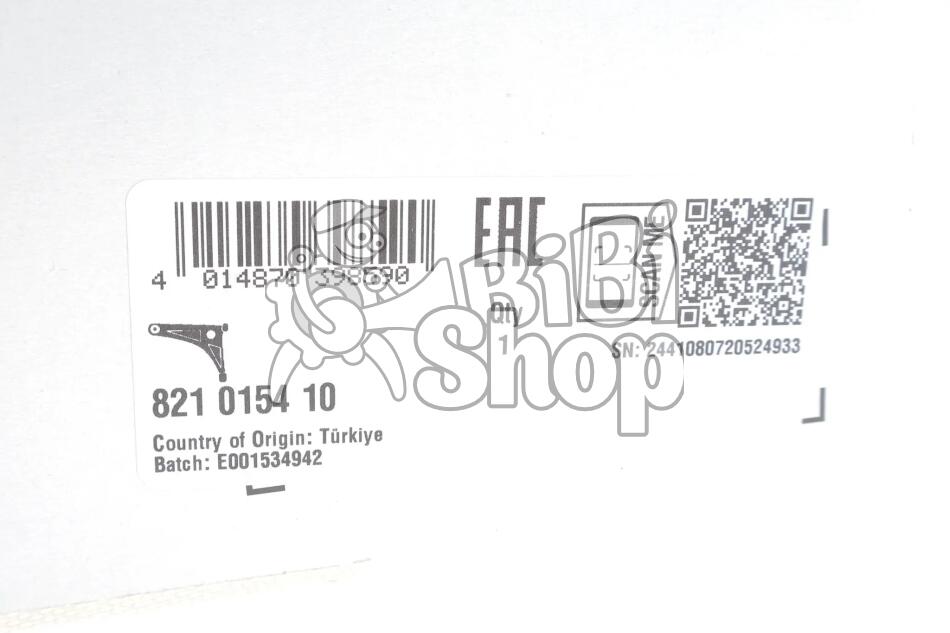 4 014870 398590
EAC
SCAN ME
Qty
1
SN: 2441080720524933
821 0154 10
Country of Origin: Türkiye
Batch: E001534942
BiBi
Shop